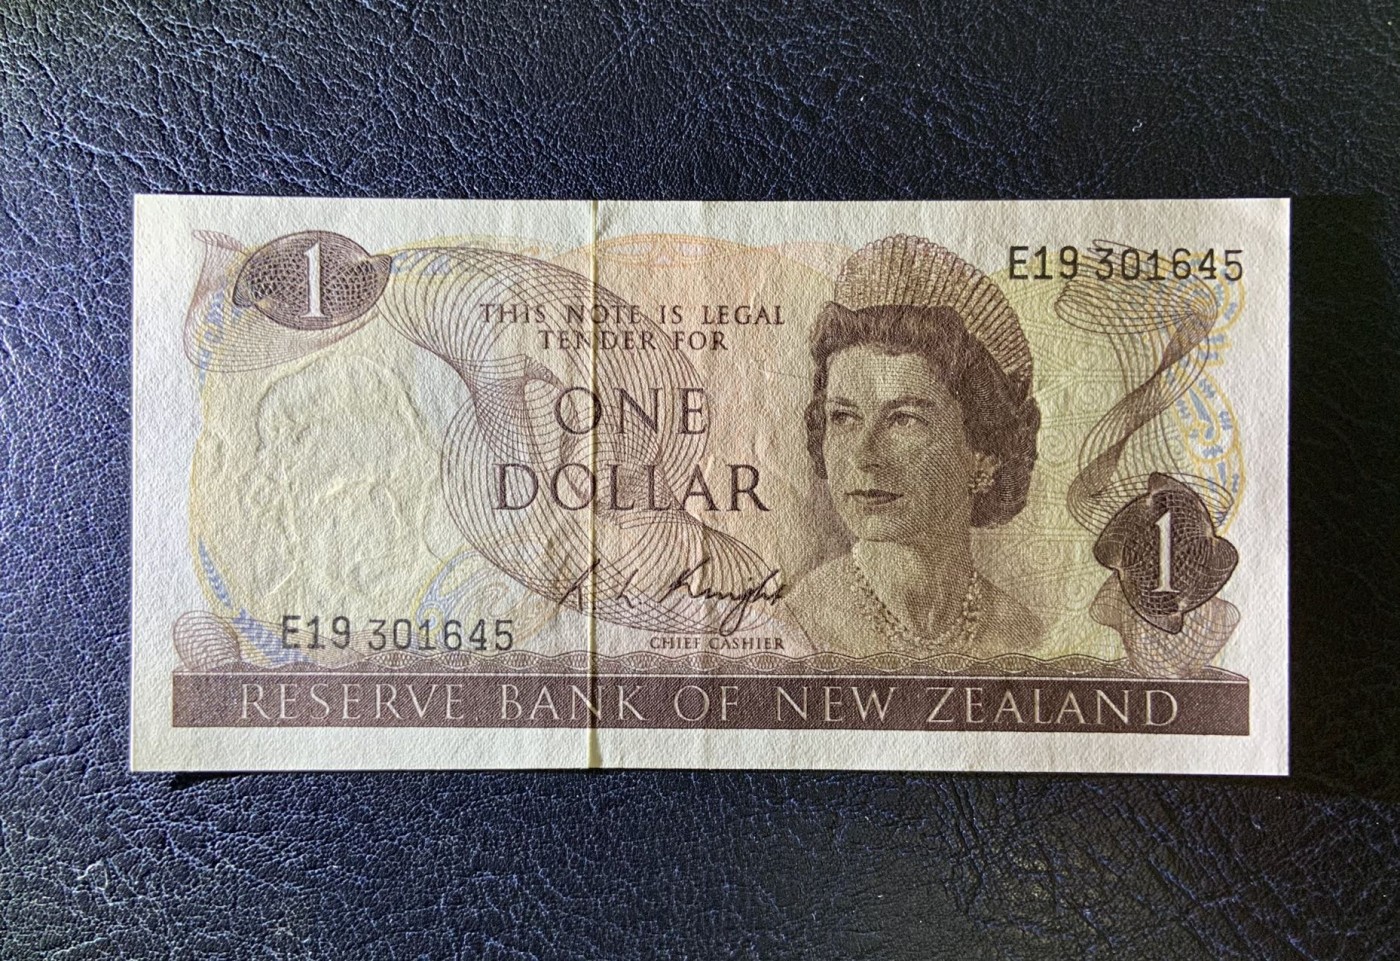 1
E19 301645
THIS NOTE IS LEGAL
TENDER FOR
ONE
DOLLAR
Knight
CHIEF CASHIER
1
E19 301645
RESERVE BANK OF NEW ZEALAND